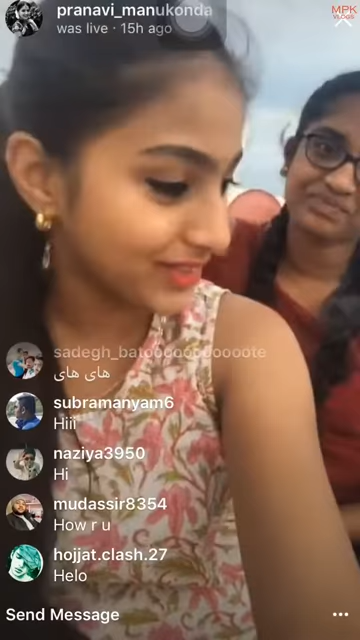 pranavi_manukonda
was live · 15h ago
MPK
VLOGS
sadegh_batooooooooooote
های های
subramanyam6
Hiii
naziya3950
Hi
mudassir8354
How r u
hojjat.clash.27
Helo
Send Message